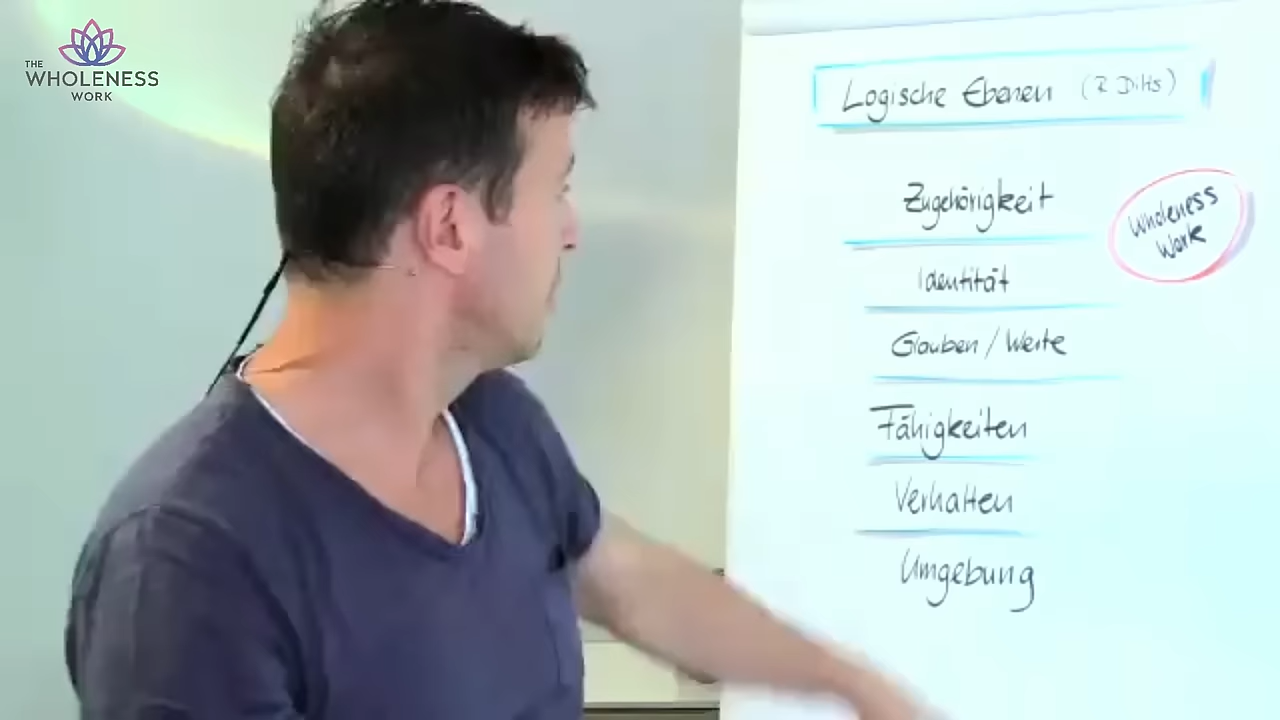 THE
WHOLENESS
WORK
Logische Ebenen (R Dilts)
Zugehörigkeit
Wholeness
Work
Identität
Glauben / Werte
Fähigkeiten
Verhalten
Umgebung